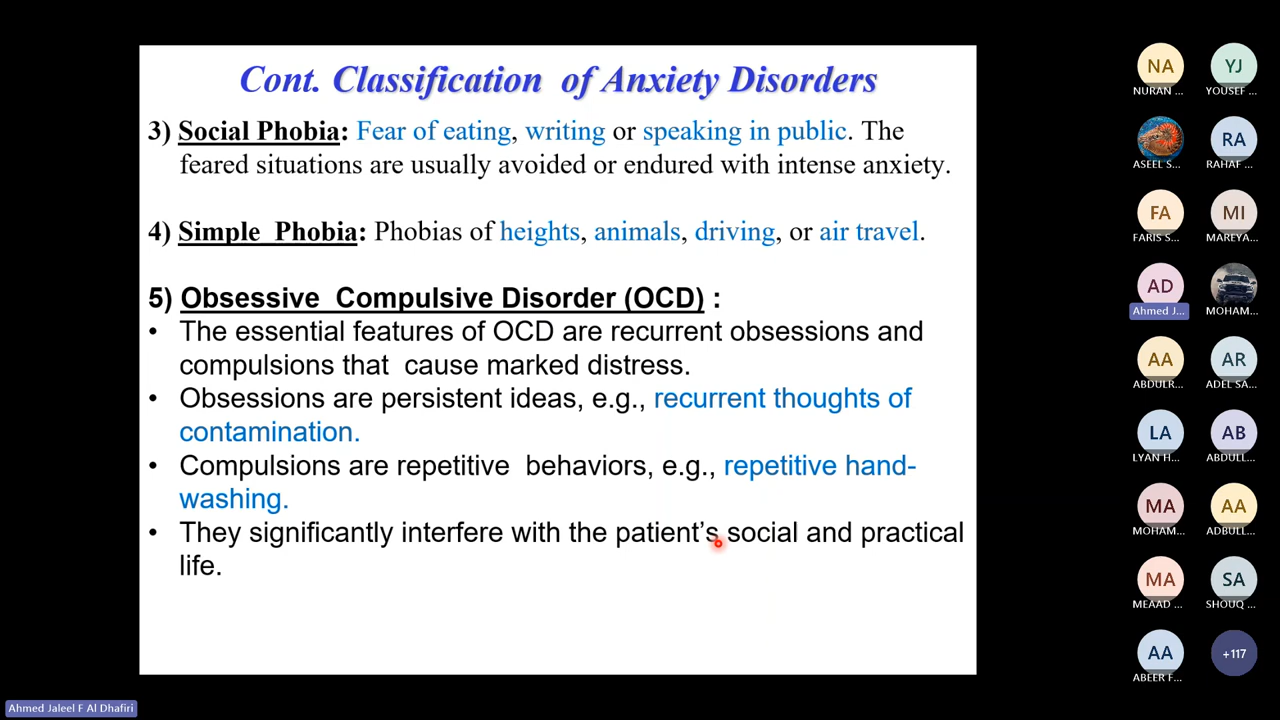 Cont. Classification of Anxiety Disorders
3) Social Phobia: Fear of eating, writing or speaking in public. The
feared situations are usually avoided or endured with intense anxiety.
4) Simple Phobia: Phobias of heights, animals, driving, or air travel.
5) Obsessive Compulsive Disorder (OCD) :
• The essential features of OCD are recurrent obsessions and
compulsions that cause marked distress.
• Obsessions are persistent ideas, e.g., recurrent thoughts of
contamination.
• Compulsions are repetitive behaviors, e.g., repetitive hand-
washing.
• They significantly interfere with the patient’s social and practical
life.
NA YJ
NURAN ... YOUSEF ...
RA
ASEEL S... RAHAF ...
FA MI
FARIS S... MAREYA...
AD
Ahmed J... MOHAM...
AA AR
ABDULR... ADEL SA...
LA AB
LYAN H... ABDULL...
MA AA
MOHAM... ADBULL...
MA SA
MEAAD ... SHOUQ ...
AA +117
ABEER F...
Ahmed Jaleel F Al Dhafiri